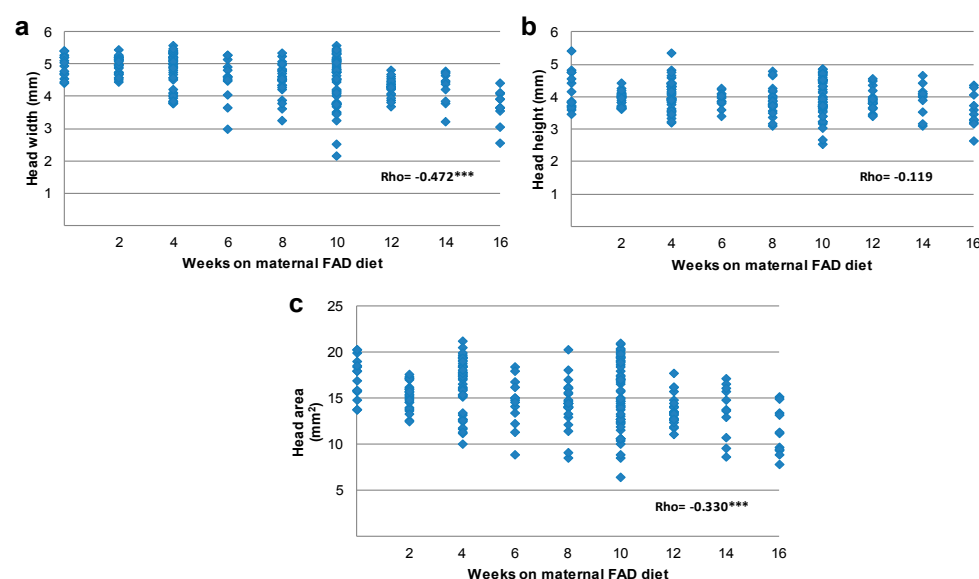 a
6
5
4
3
2
1
Head width (mm)
Rho= -0.472***
2 4 6 8 10 12 14 16
Weeks on maternal FAD diet
b
6
5
4
3
2
1
Head height (mm)
Rho= -0.119
2 4 6 8 10 12 14 16
Weeks on maternal FAD diet
c
25
20
15
10
5
Head area
(mm²)
Rho= -0.330***
2 4 6 8 10 12 14 16
Weeks on maternal FAD diet